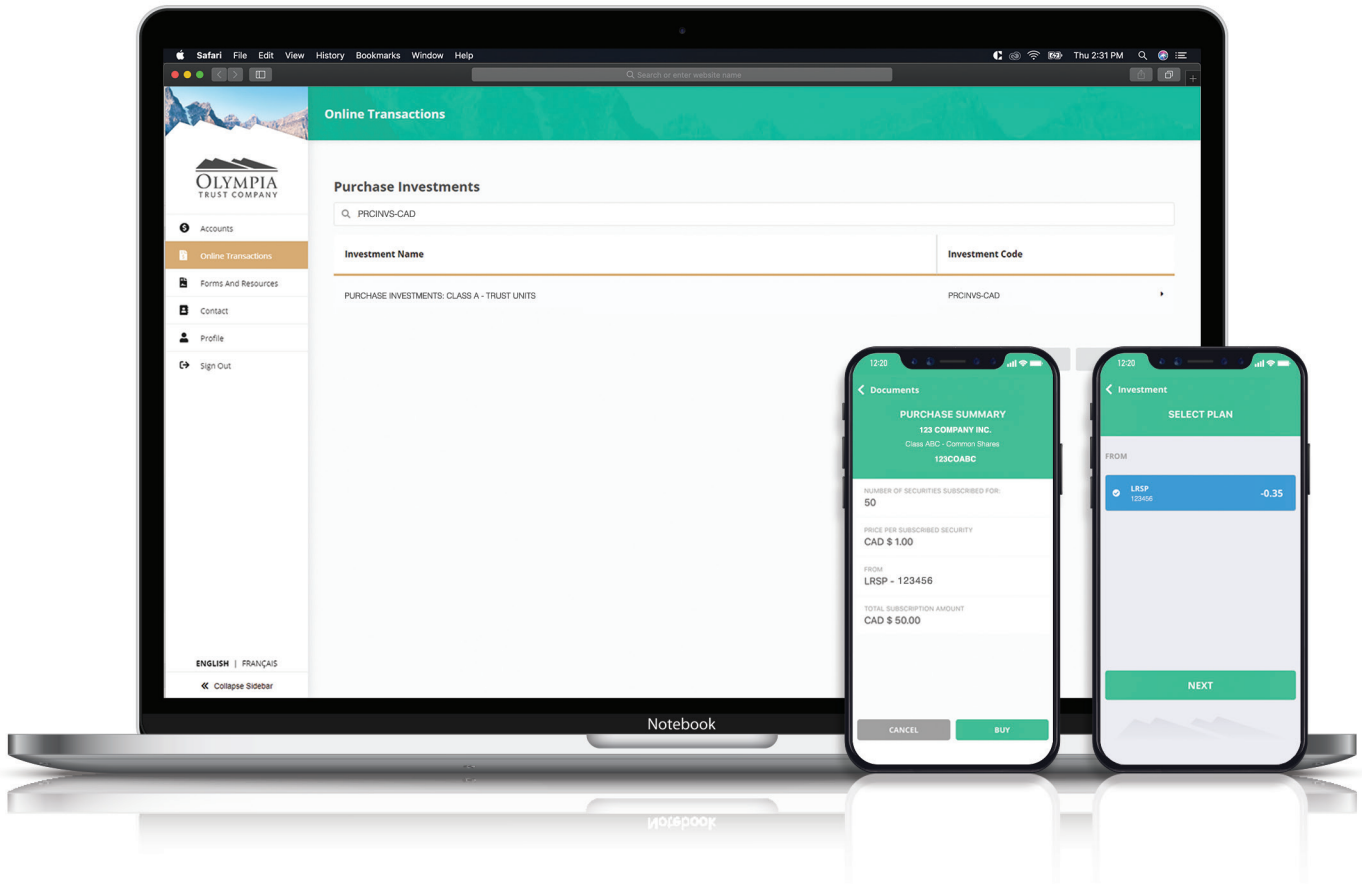 Safari File Edit View History Bookmarks Window Help
Thu 2:31 PM
Search or enter website name
Online Transactions
OLYMPIA
TRUST COMPANY
Accounts
Online Transactions
Forms And Resources
Contact
Profile
Sign Out
ENGLISH | FRANÇAIS
Collapse Sidebar
Purchase Investments
PRCINVS-CAD
Investment Name Investment Code
PURCHASE INVESTMENTS: CLASS A - TRUST UNITS PRCINVS-CAD
Notebook
12:20
Documents
PURCHASE SUMMARY
123 COMPANY INC.
Class ABC - Common Shares
123COABC
NUMBER OF SECURITIES SUBSCRIBED FOR:
50
PRICE PER SUBSCRIBED SECURITY
CAD $ 1.00
FROM
LRSP - 123456
TOTAL SUBSCRIPTION AMOUNT
CAD $ 50.00
CANCEL BUY
12:20
Investment
SELECT PLAN
FROM
LRSP
123456
-0.35
NEXT